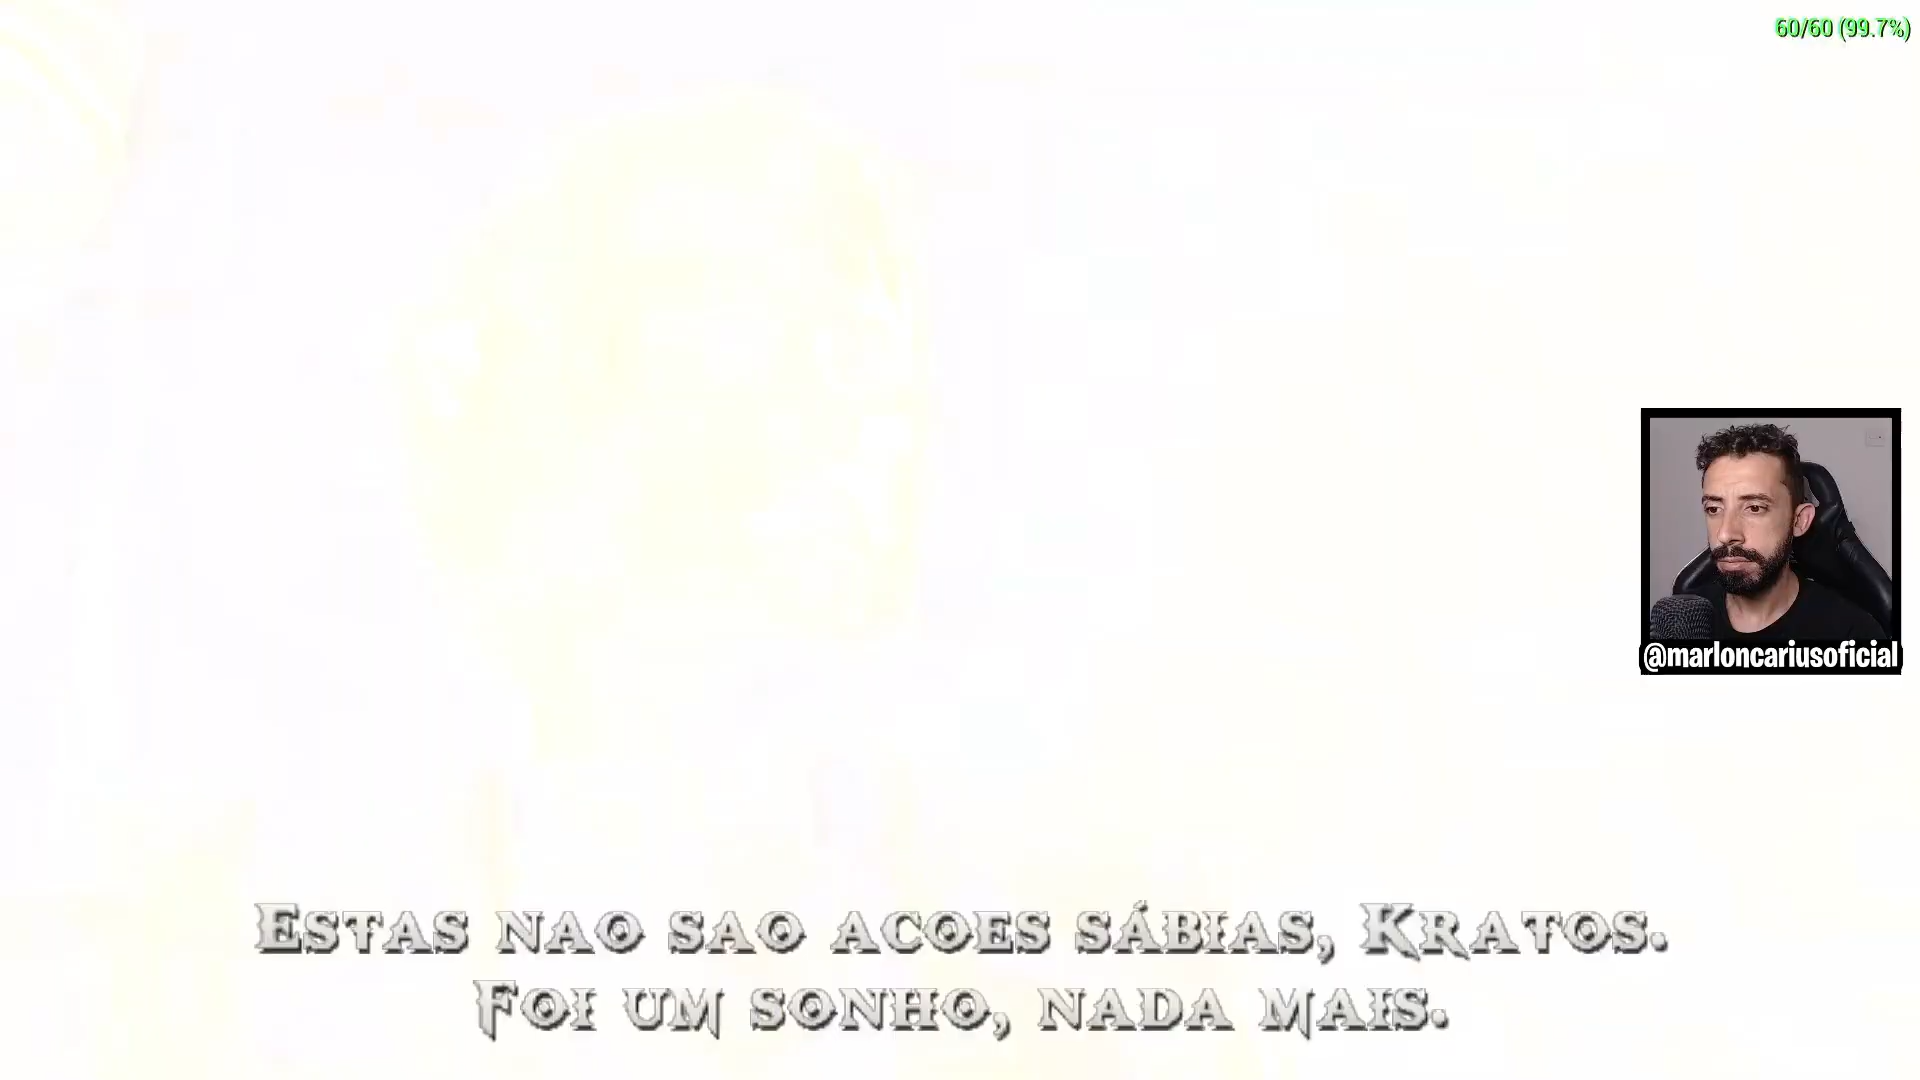 60/60 (99.7%)
@marloncariusoficial
ESTAS NAO SAO ACOES SÁBIAS, KRATOS.
FOI UM SONHO, NADA MAIS.